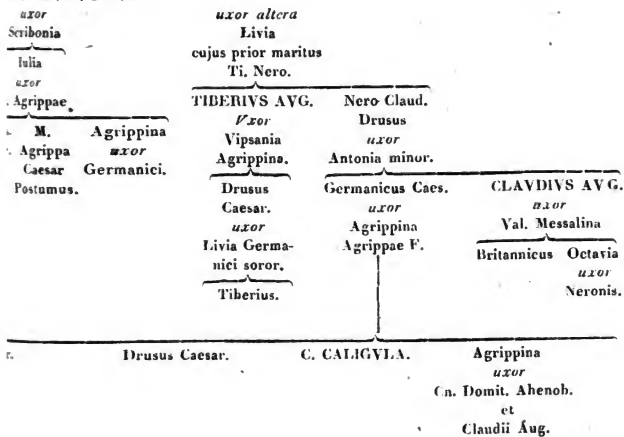 uxor
Scribonia
Iulia
uxor
Agrippae
M.
Agrippa
Caesar
Postumus.
Agrippina
uxor
Germanici.
uxor altera
Livia
cujus prior maritus
Ti. Nero.
TIBERIVS AVG.
Vxor
Vipsania
Agrippina.
Drusus
Caesar.
uxor
Livia Germa-
nici soror.
Tiberius.
Nero Claud.
Drusus
uxor
Antonia minor.
Germanicus Caes.
uxor
Agrippina
Agrippae F.
CLAVDIVS AVG.
uxor
Val. Messalina
Britannicus
Octavia
uxor
Neronis.
Drusus Caesar.
C. CALIGVLA.
Agrippina
uxor
Cn. Domit. Ahenob.
et
Claudii Aug.